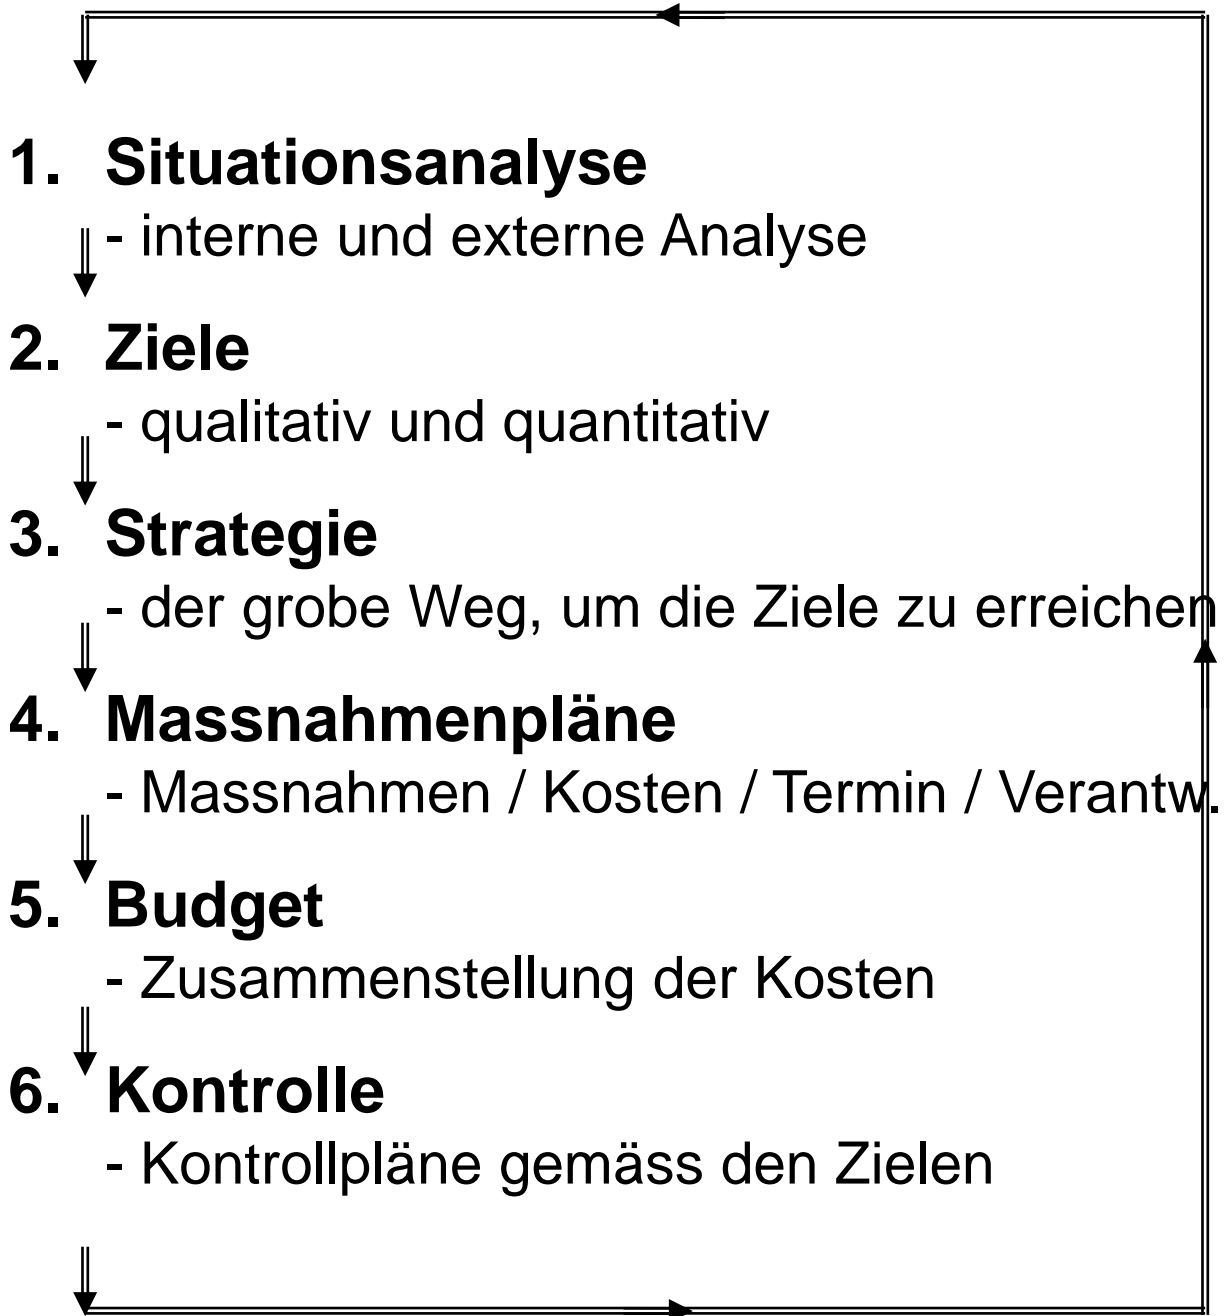 1. Situationsanalyse
- interne und externe Analyse
2. Ziele
- qualitativ und quantitativ
3. Strategie
- der grobe Weg, um die Ziele zu erreichen
4. Massnahmenpläne
- Massnahmen / Kosten / Termin / Verantw.
5. Budget
- Zusammenstellung der Kosten
6. Kontrolle
- Kontrollpläne gemäss den Zielen